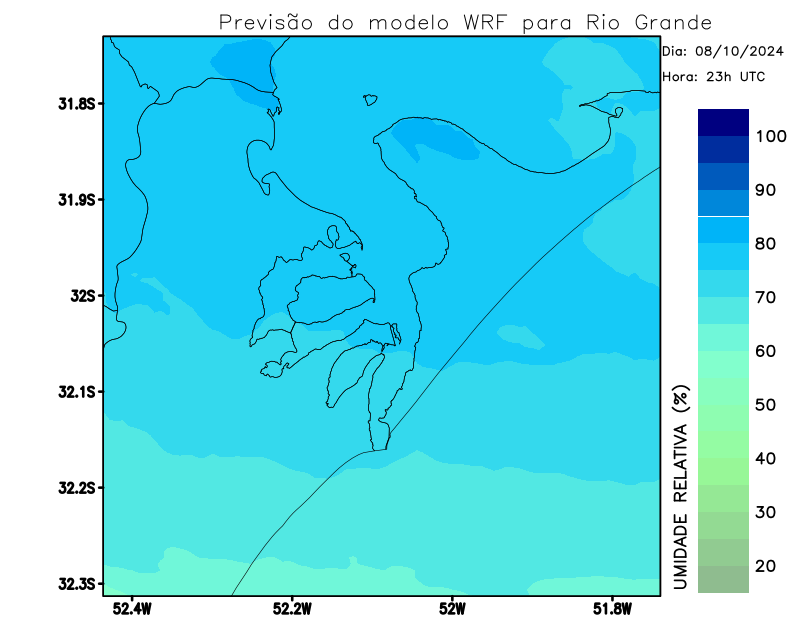 Previsão do modelo WRF para Rio Grande
Dia: 08/10/2024
Hora: 23h UTC
31.8S
31.9S
32S
32.1S
32.2S
32.3S
52.4W
52.2W
52W
51.8W
100
90
80
70
60
50
40
30
20
UMIDADE RELATIVA (%)